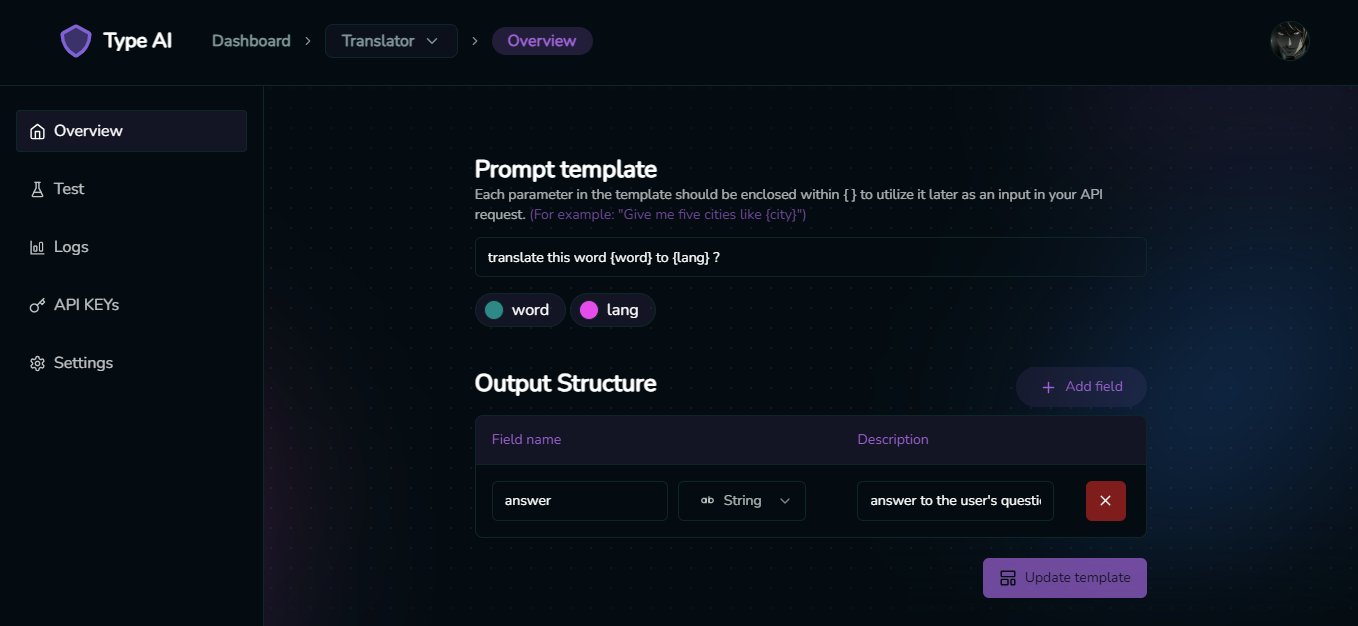 Type AI
Dashboard
Translator
Overview
Overview
Test
Logs
API KEYs
Settings
Prompt template
Each parameter in the template should be enclosed within { } to utilize it later as an input in your API
request. (For example: "Give me five cities like {city}")
translate this word {word} to {lang} ?
word lang
Output Structure
+ Add field
Field name Description
answer ab String answer to the user's questi
Update template